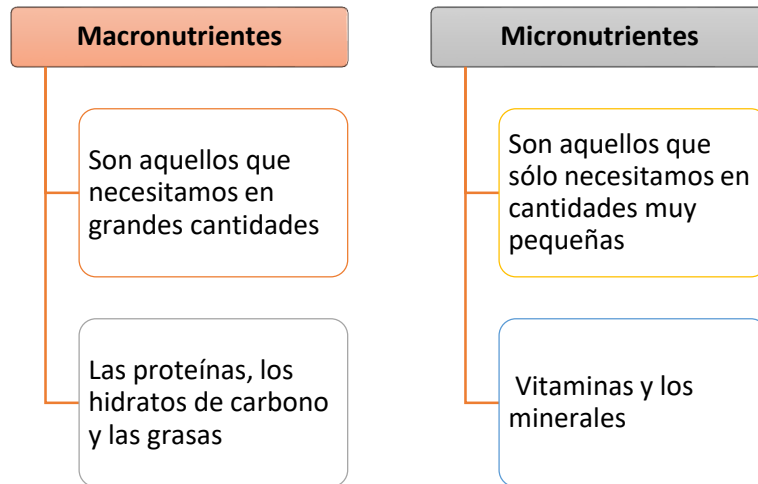 Macronutrientes
Son aquellos que
necesitamos en
grandes cantidades
Las proteínas, los
hidratos de carbono
y las grasas
Micronutrientes
Son aquellos que
sólo necesitamos en
cantidades muy
pequeñas
Vitaminas y los
minerales